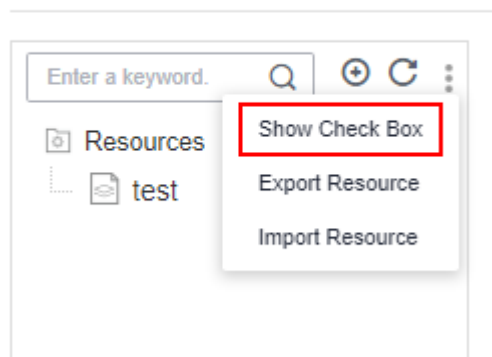 Enter a keyword.
Show Check Box
Resources
Export Resource
test
Import Resource